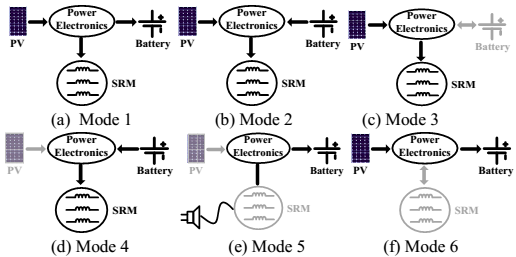 Power
Electronics
PV
Battery
SRM
(a) Mode 1
Power
Electronics
PV
Battery
SRM
(b) Mode 2
Power
Electronics
PV
Battery
SRM
(c) Mode 3
Power
Electronics
PV
Battery
SRM
(d) Mode 4
Power
Electronics
PV
Battery
SRM
(e) Mode 5
Power
Electronics
PV
Battery
SRM
(f) Mode 6